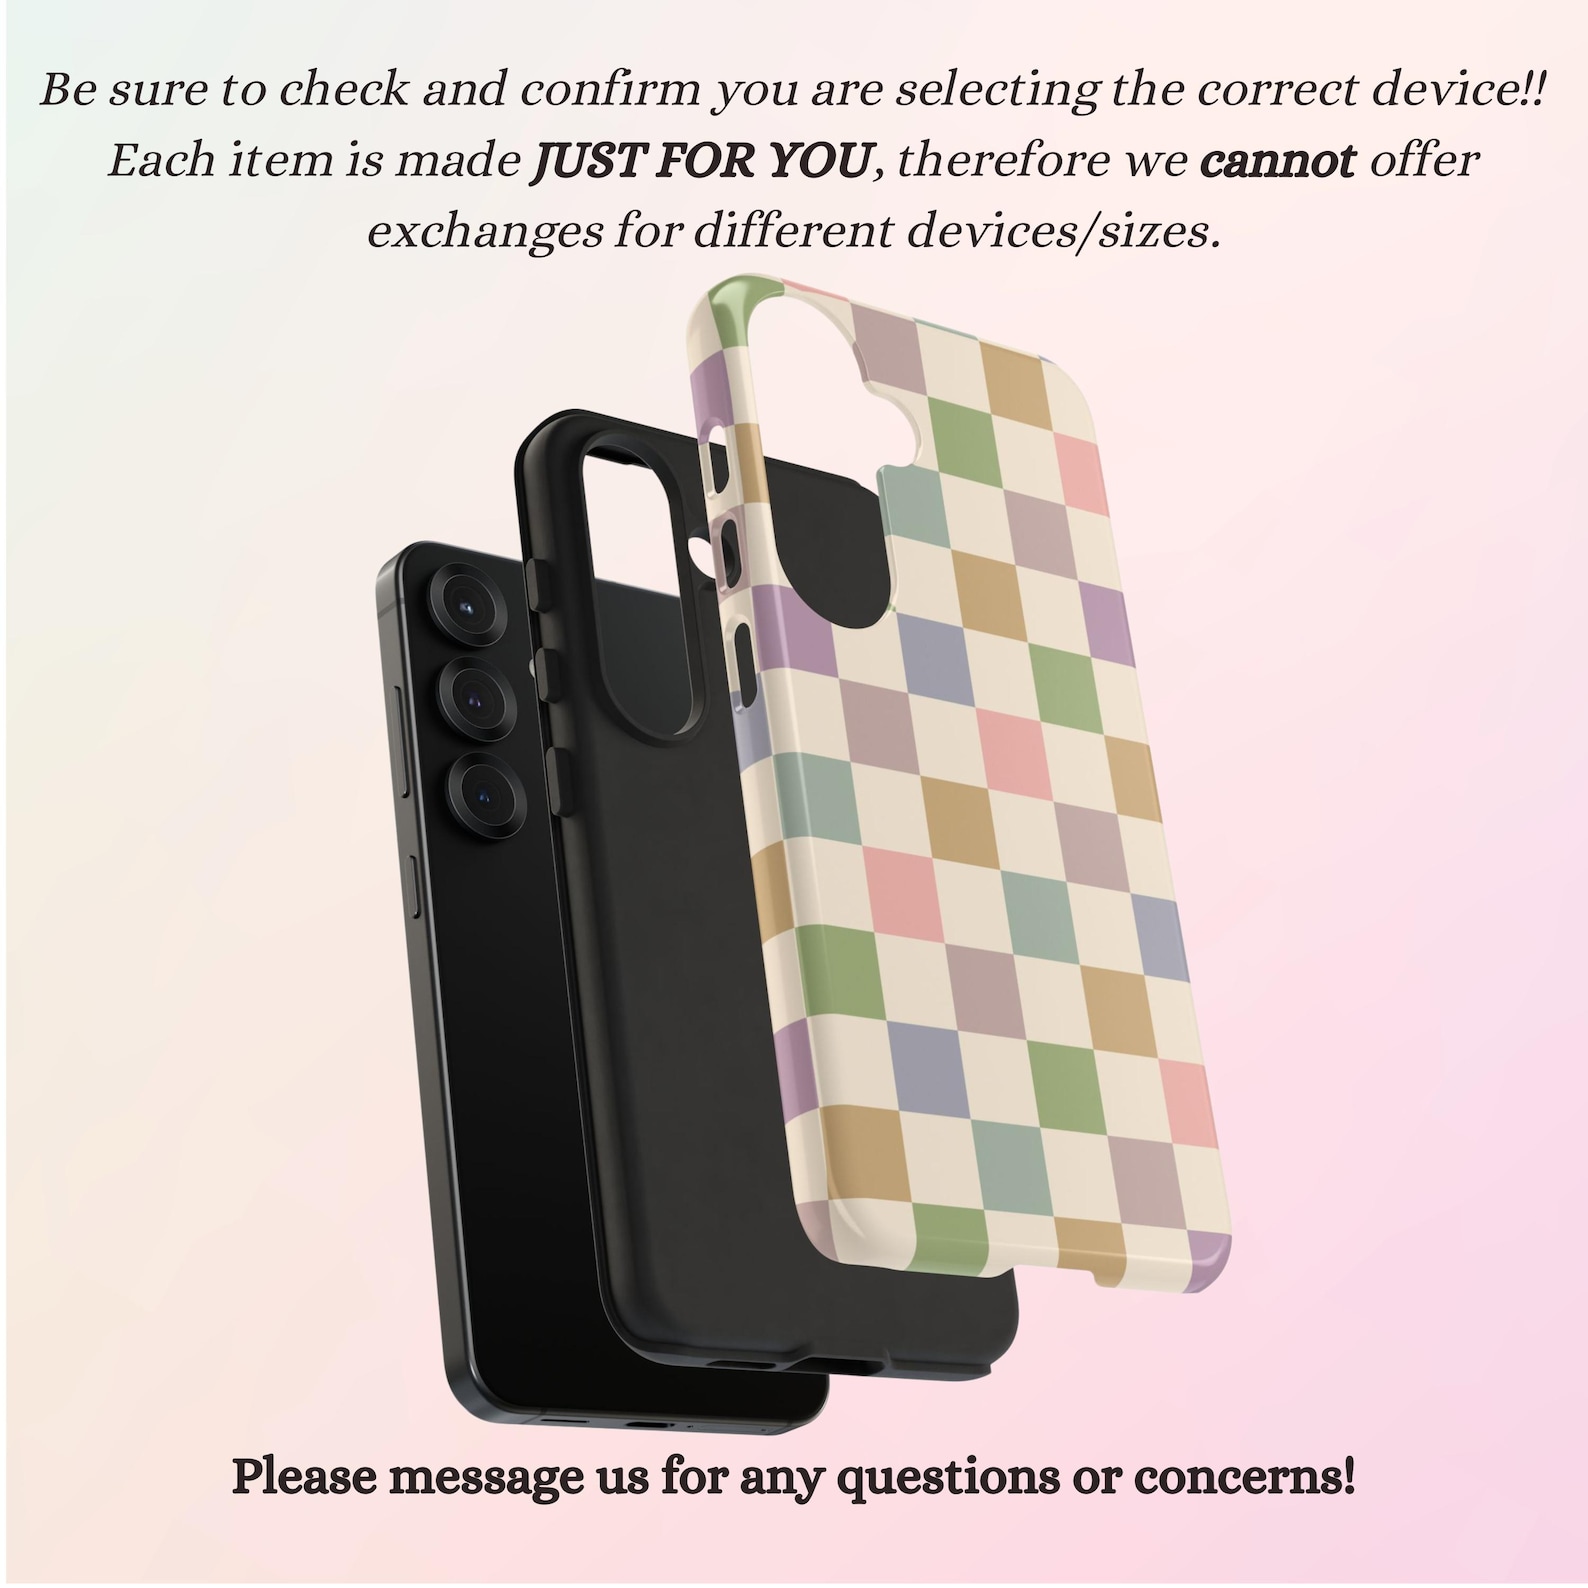 Be sure to check and confirm you are selecting the correct device!!
Each item is made JUST FOR YOU, therefore we cannot offer
exchanges for different devices/sizes.
Please message us for any questions or concerns!